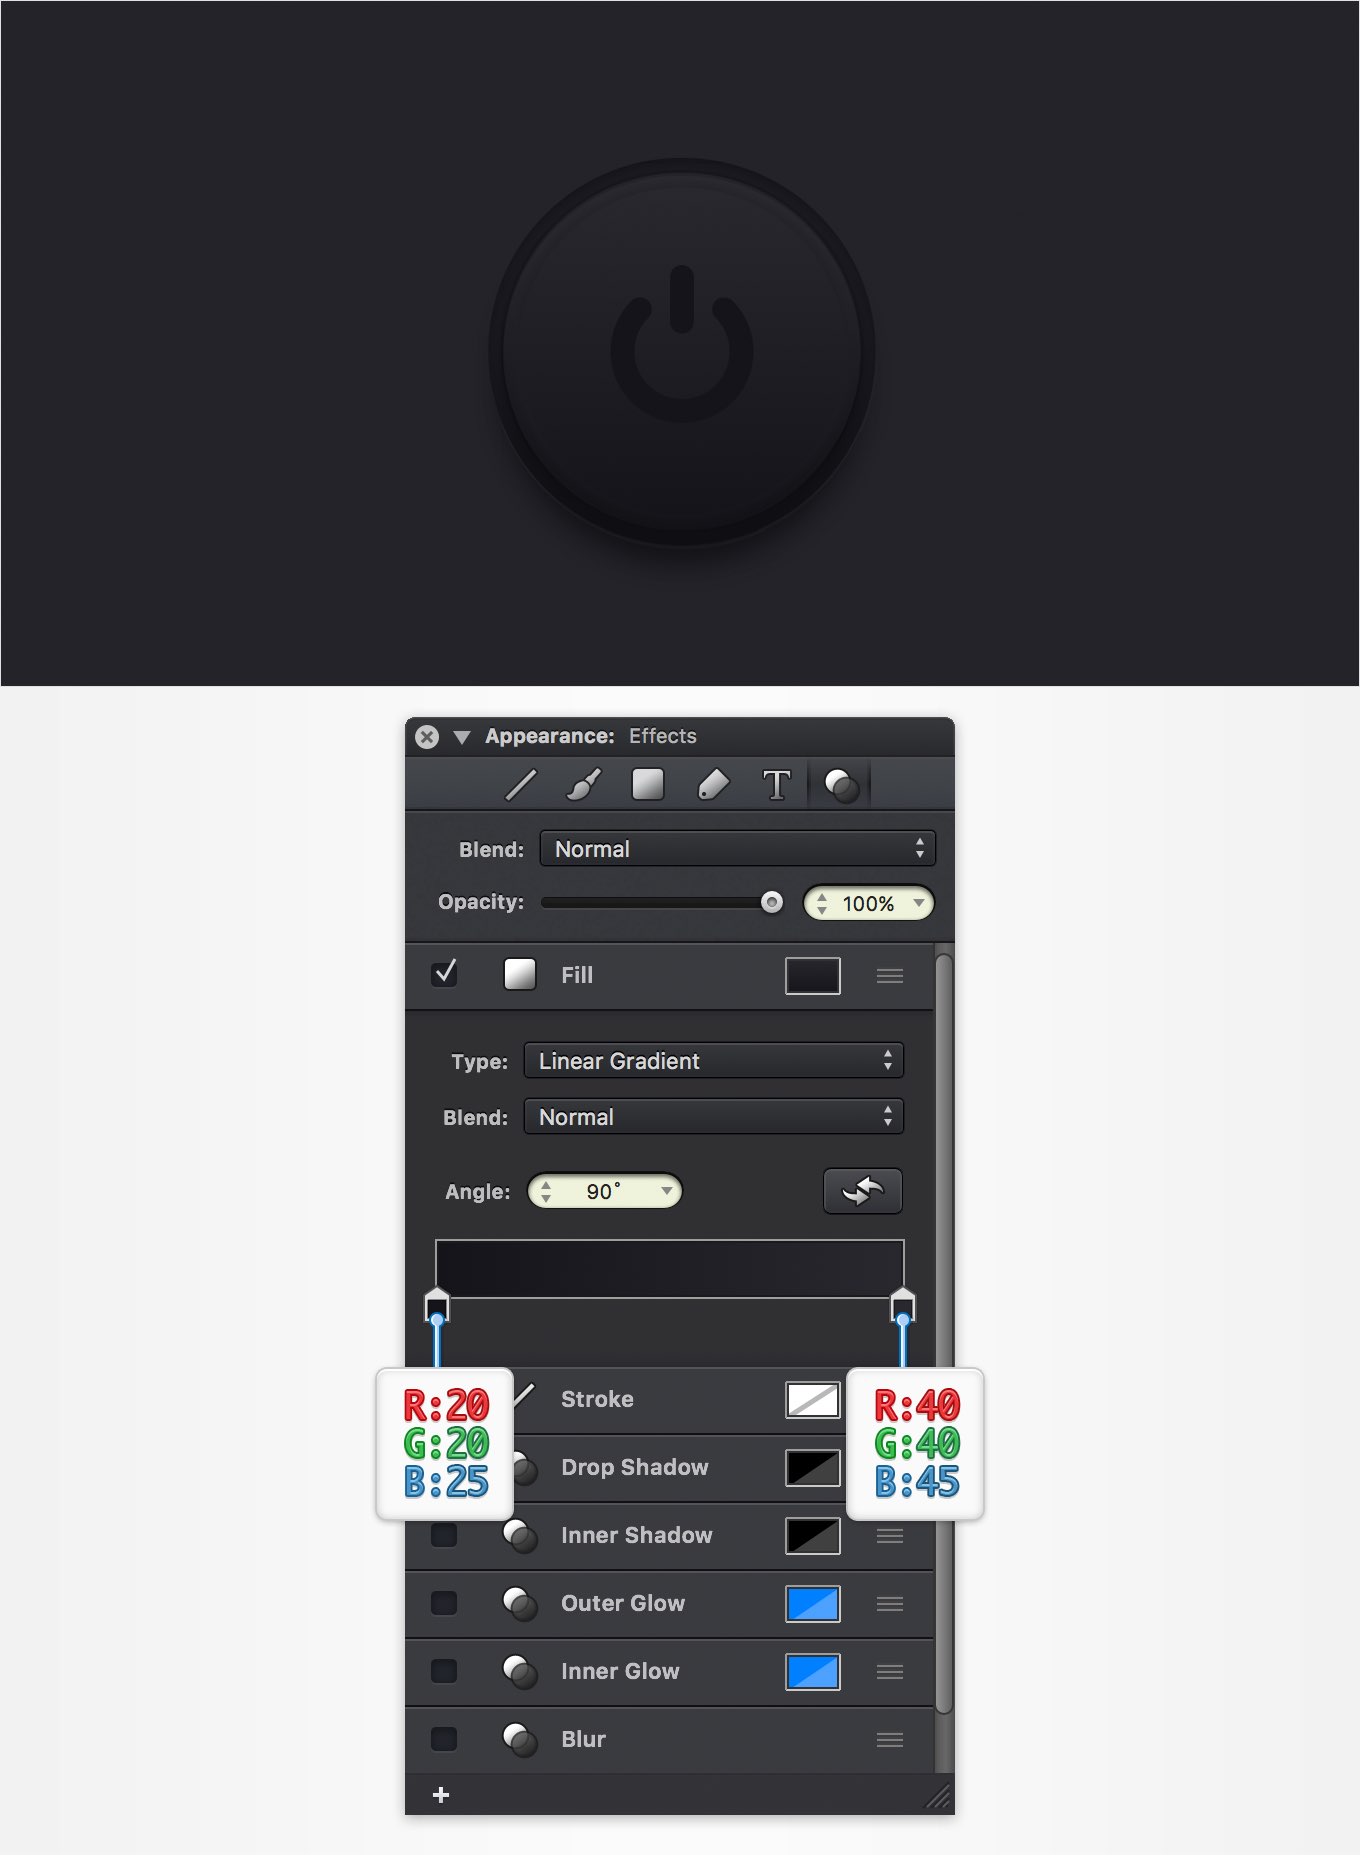 Appearance: Effects
T
Blend: Normal
Opacity: 100%
Fill
Type: Linear Gradient
Blend: Normal
Angle: 90°
R:20
G:20
B:25
R:40
G:40
B:45
Stroke
Drop Shadow
Inner Shadow
Outer Glow
Inner Glow
Blur
+